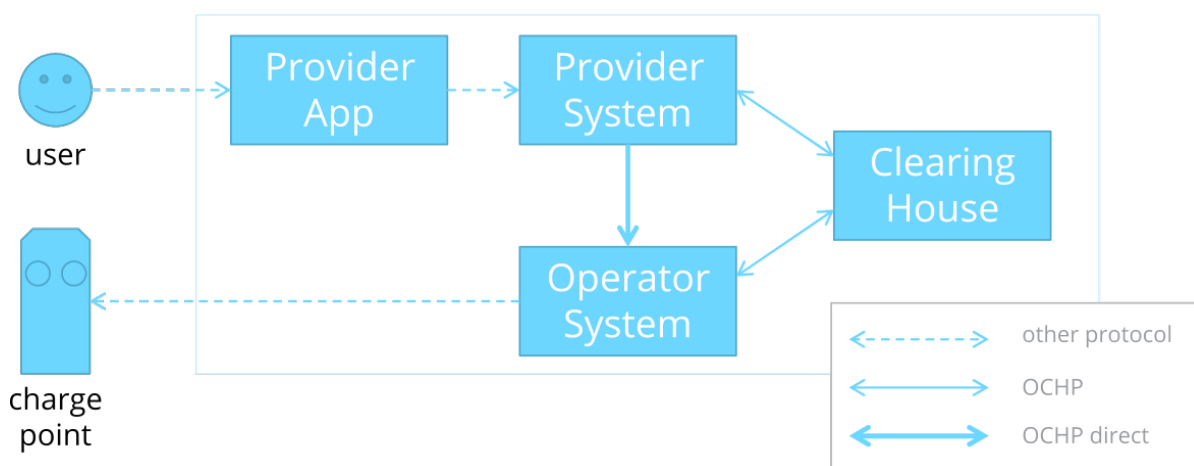 Provider
App
Provider
System
user
Clearing
House
Operator
System
charge
point
other protocol
OCHP
OCHP direct